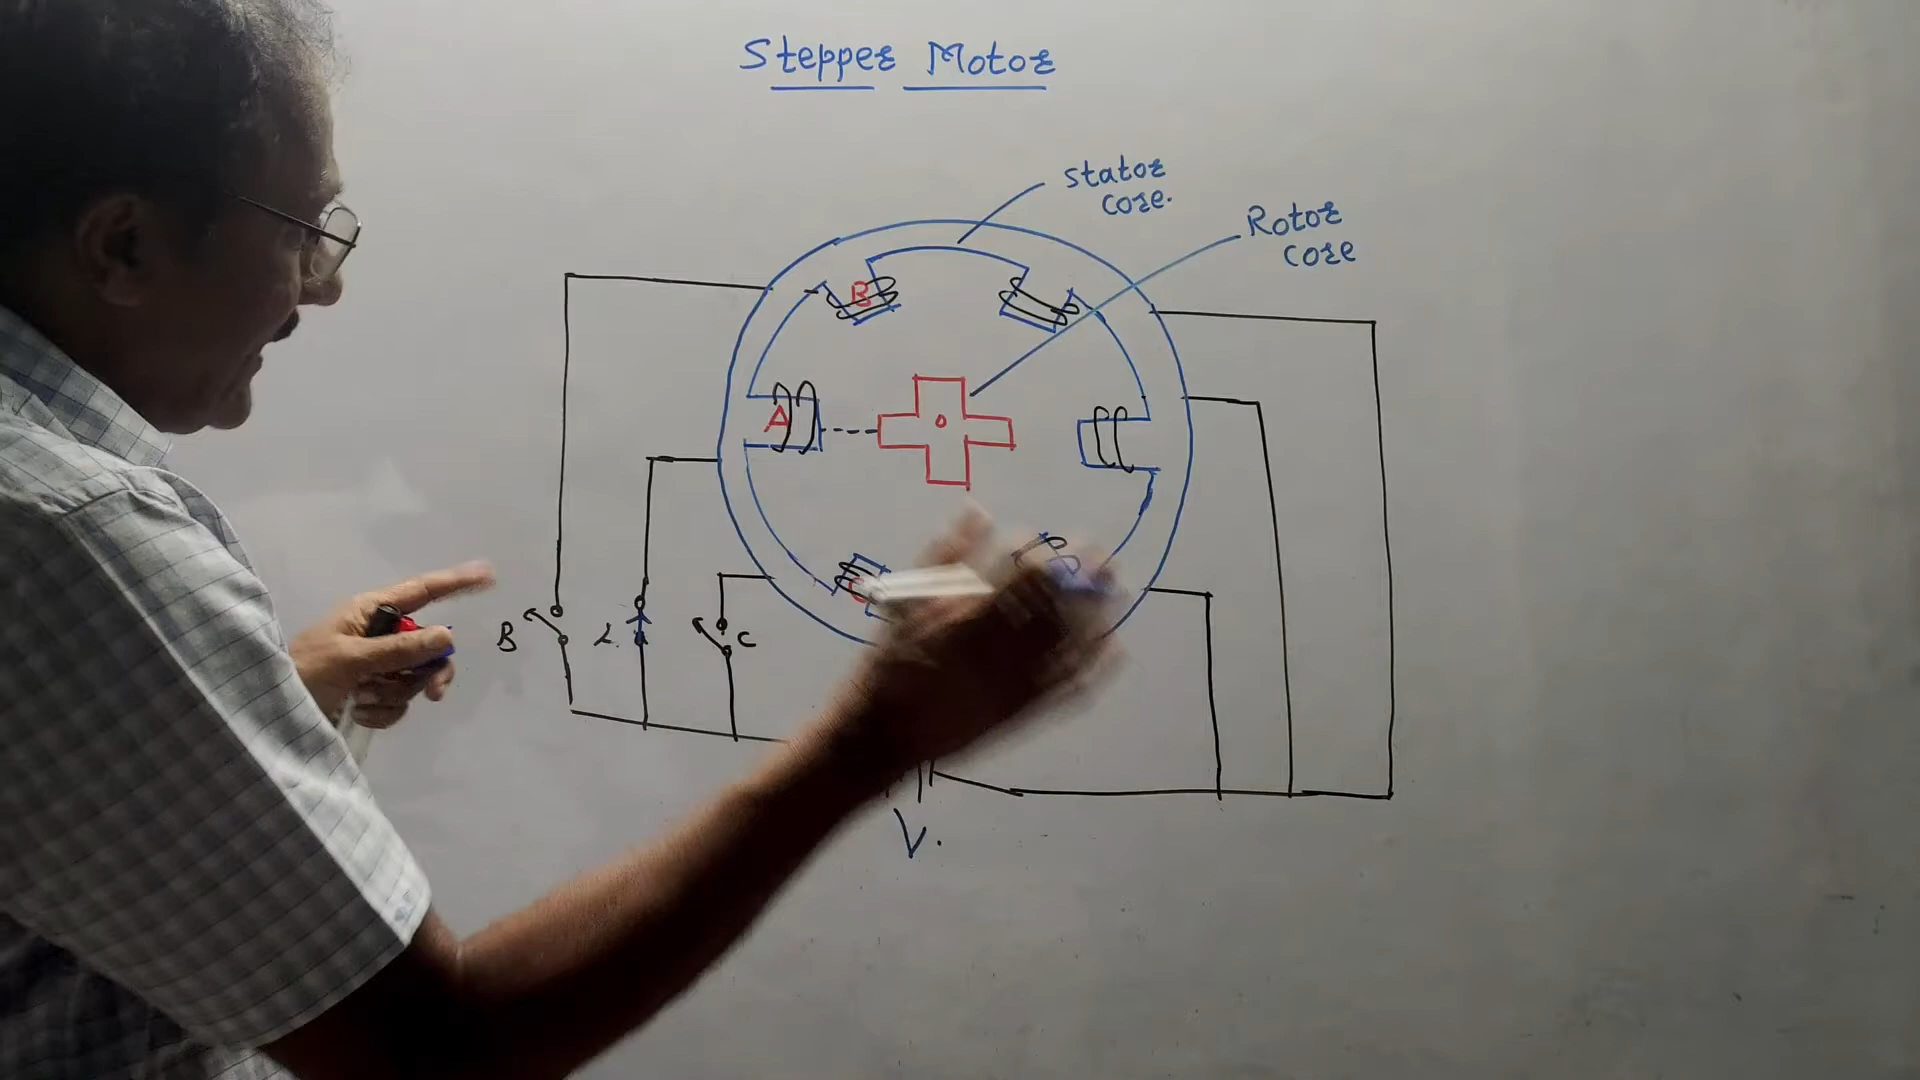 Stepper Motor
Stator
core.
Rotor
core
B
A
B
C
V.